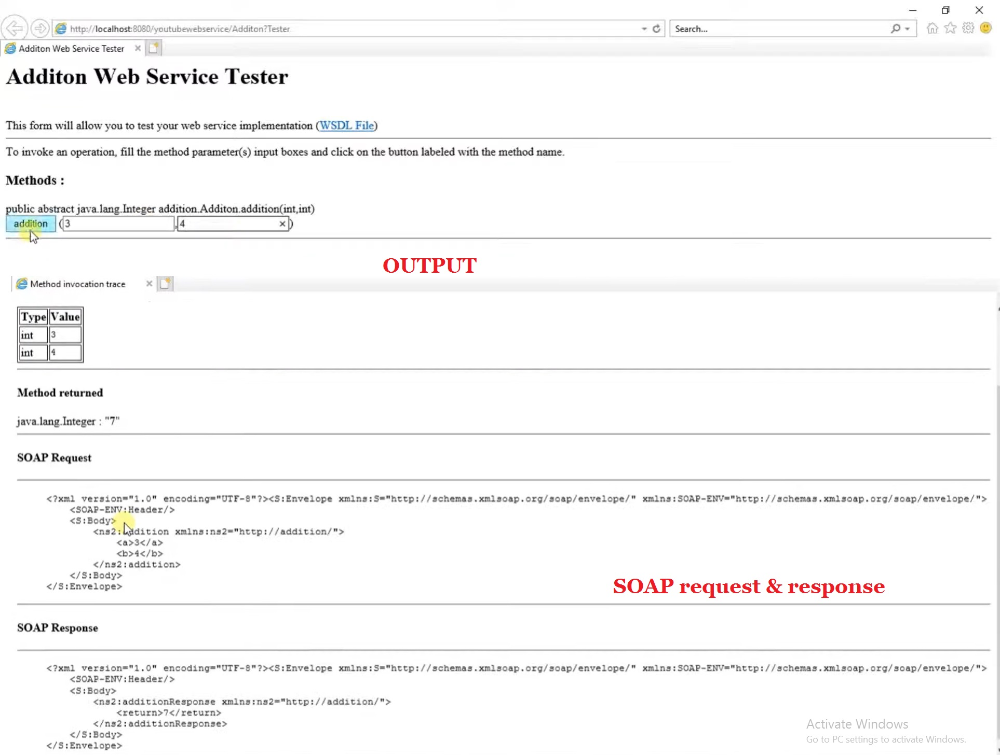 http://localhost:8080/youtubewebservice/Additon?Tester
Search...
Additon Web Service Tester
Additon Web Service Tester
This form will allow you to test your web service implementation (WSDL File)
To invoke an operation, fill the method parameter(s) input boxes and click on the button labeled with the method name.
Methods :
public abstract java.lang.Integer addition.Additon.addition(int,int)
addition (3 ,4 )
OUTPUT
Method invocation trace
Type Value
int 3
int 4
Method returned
java.lang.Integer : "7"
SOAP Request
<?xml version="1.0" encoding="UTF-8"?><S:Envelope xmlns:S="http://schemas.xmlsoap.org/soap/envelope/" xmlns:SOAP-ENV="http://schemas.xmlsoap.org/soap/envelope/">
<SOAP-ENV:Header/>
<S:Body>
<ns2:addition xmlns:ns2="http://addition/">
<a>3</a>
<b>4</b>
</ns2:addition>
</S:Body>
</S:Envelope>
SOAP request & response
SOAP Response
<?xml version="1.0" encoding="UTF-8"?><S:Envelope xmlns:S="http://schemas.xmlsoap.org/soap/envelope/" xmlns:SOAP-ENV="http://schemas.xmlsoap.org/soap/envelope/">
<SOAP-ENV:Header/>
<S:Body>
<ns2:additionResponse xmlns:ns2="http://addition/">
<return>7</return>
</ns2:additionResponse>
</S:Body>
</S:Envelope>
Activate Windows
Go to PC settings to activate Windows.